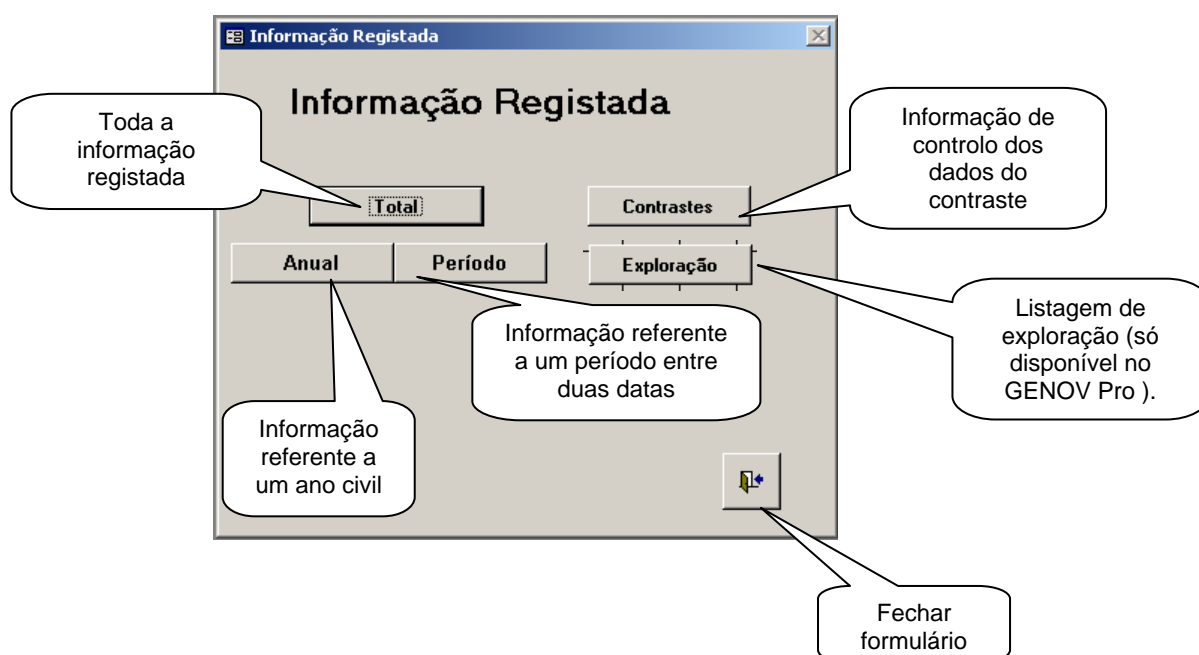 Informação Registada
Informação Registada
Toda a
informação
registada
Informação de
controlo dos
dados do
contraste
Total
Contrastes
Anual
Período
Exploração
Informação referente
a um período entre
duas datas
Listagem de
exploração (só
disponível no
GENOV Pro ).
Informação
referente a
um ano civil
Fechar
formulário